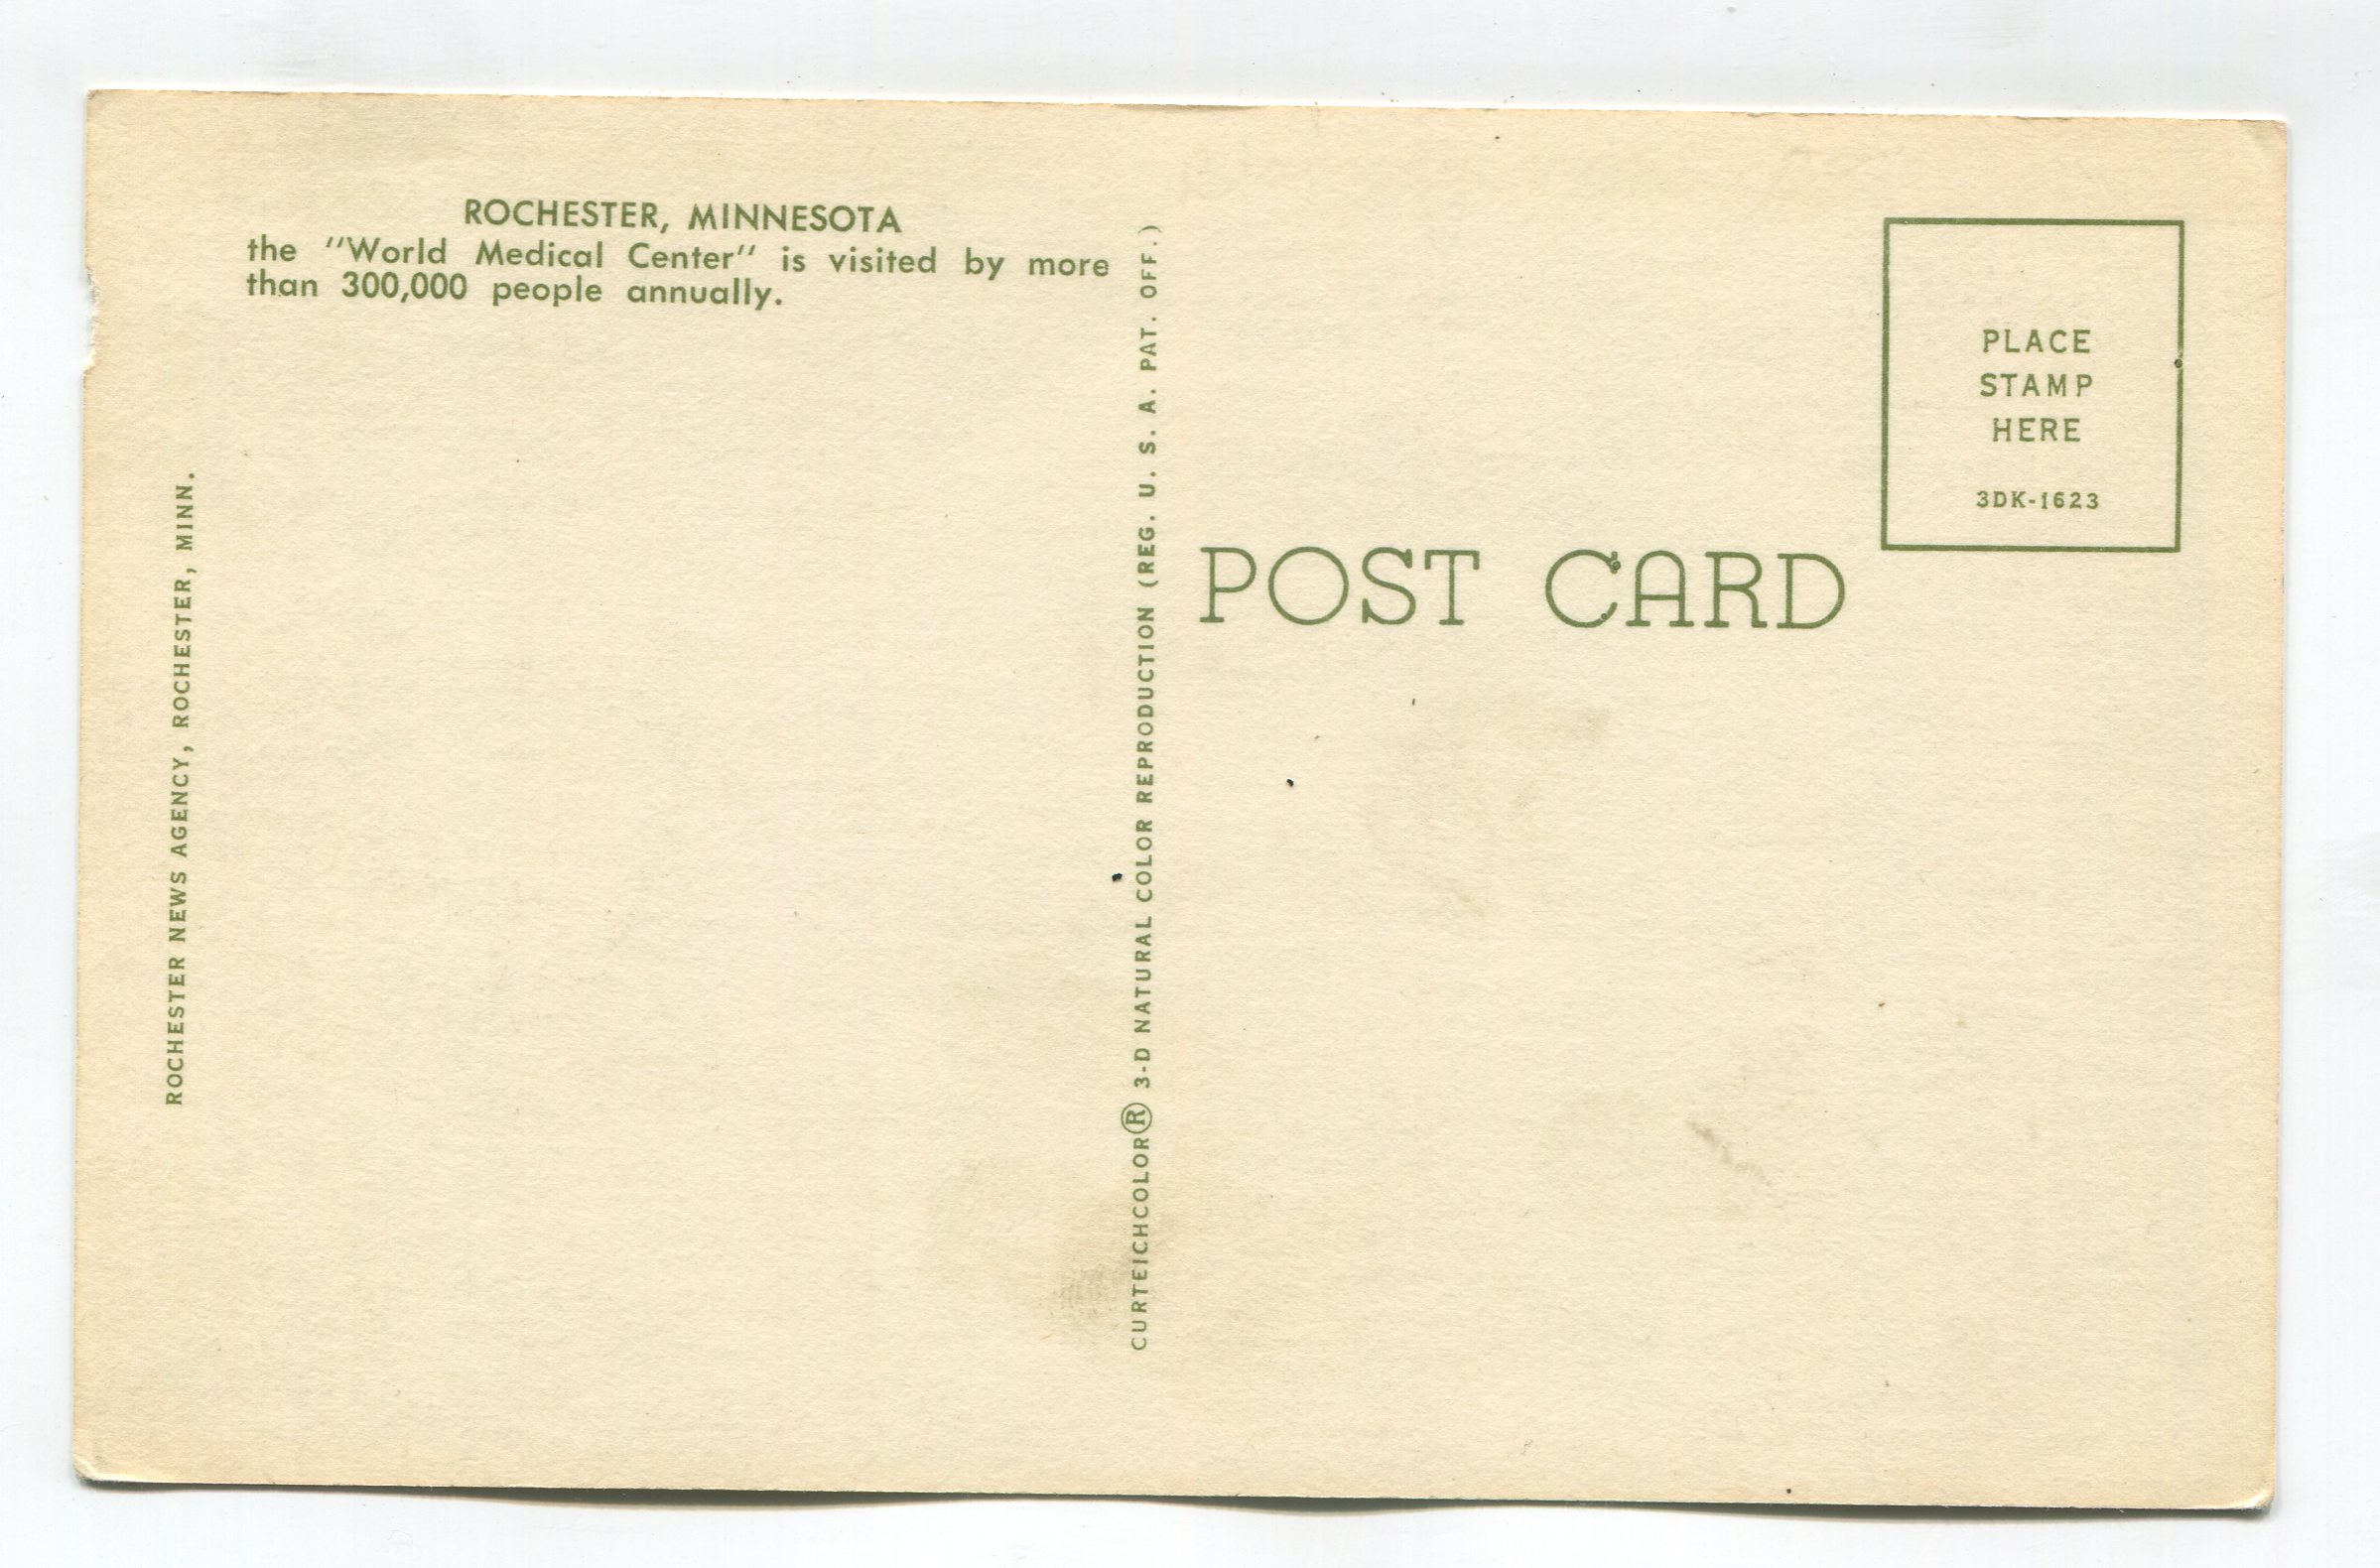 ROCHESTER, MINNESOTA
the "World Medical Center" is visited by more
than 300,000 people annually.
ROCHESTER NEWS AGENCY, ROCHESTER, MINN.
CURTEICHCOLOR® 3-D NATURAL COLOR REPRODUCTION (REG. U. S. A. PAT. OFF.)
POST CARD
PLACE
STAMP
HERE
3DK-1623